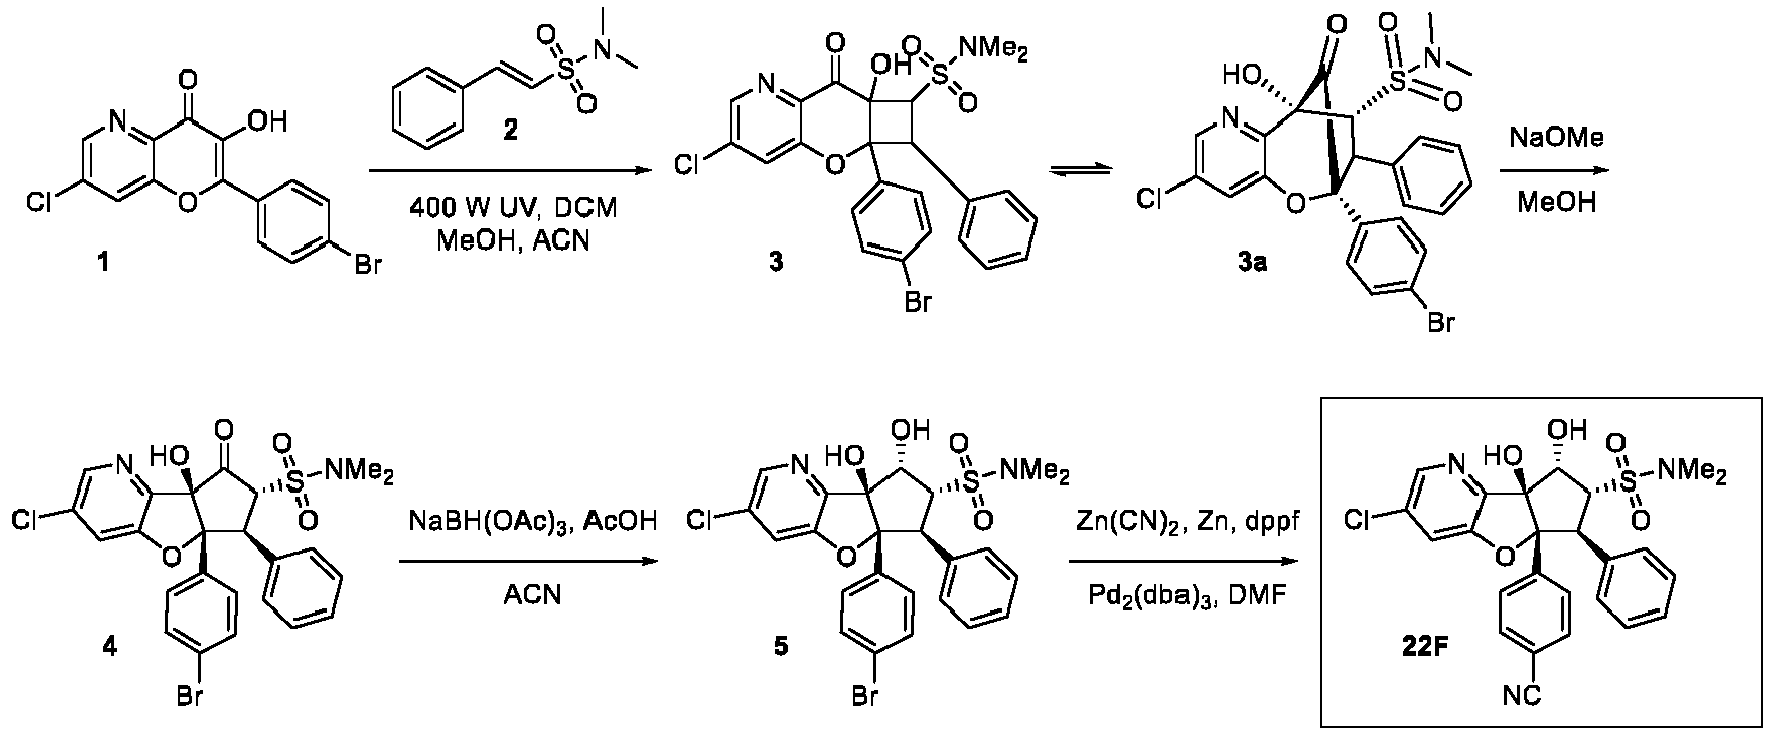 O
N
OH
Cl
O
Br
1
O
S
N
O
2
400 W UV, DCM
MeOH, ACN
O
OH
O
S
NMe2
O
N
Cl
O
Br
3
O
O
HO
S
N
O
N
Cl
O
Br
3a
NaOMe
MeOH
N
HO
O
O
S
NMe2
O
Cl
O
Br
4
NaBH(OAc)3, AcOH
ACN
OH
N
HO
O
S
NMe2
O
Cl
O
Br
5
Zn(CN)2, Zn, dppf
Pd2(dba)3, DMF
OH
N
HO
O
S
NMe2
O
Cl
O
NC
22F